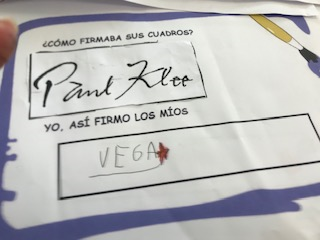 ¿CÓMO FIRMABA SUS CUADROS?
Paul Klee
YO, ASÍ FIRMO LOS MÍOS
VEGA